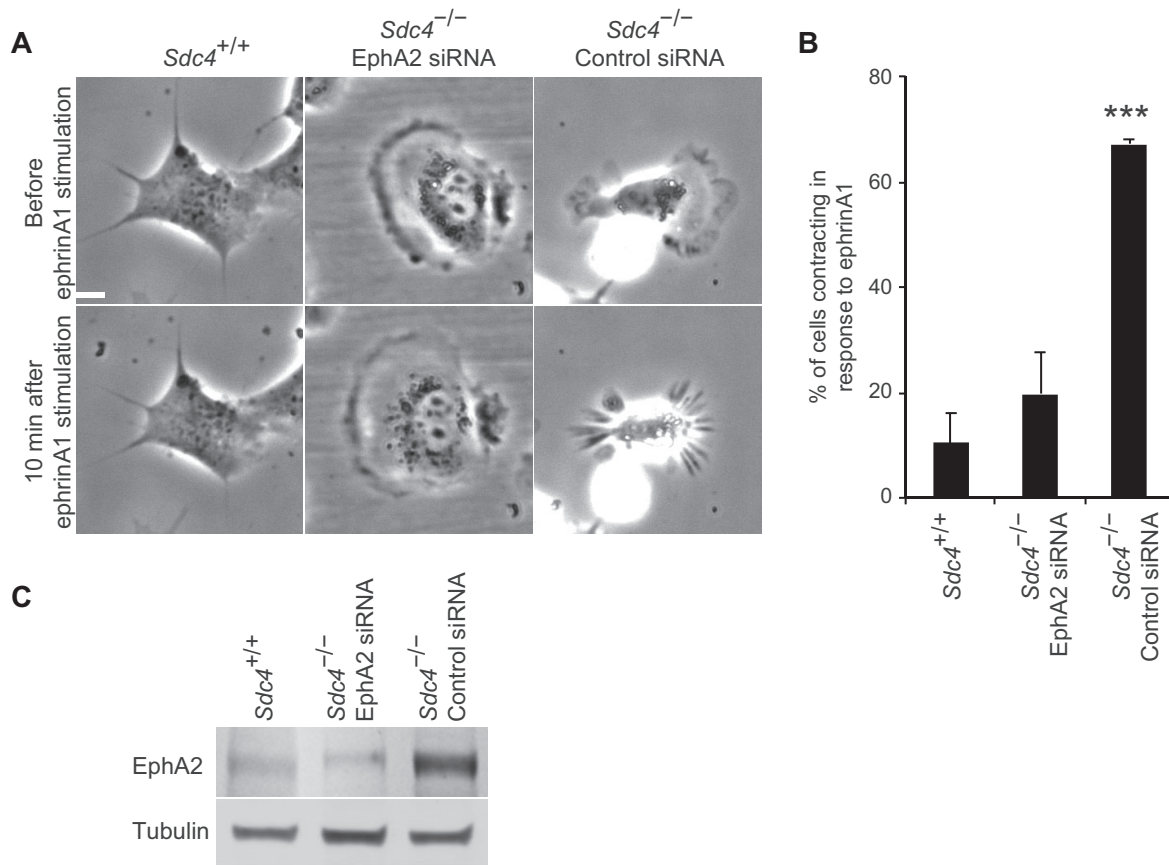 A
Sdc4+/+
Sdc4−/−
EphA2 siRNA
Sdc4−/−
Control siRNA
Before
ephrinA1 stimulation
10 min after
ephrinA1 stimulation
B
% of cells contracting in
response to ephrinA1
80
60
40
20
0
***
Sdc4+/+
Sdc4−/−
EphA2 siRNA
Sdc4−/−
Control siRNA
C
Sdc4+/+
Sdc4−/−
EphA2 siRNA
Sdc4−/−
Control siRNA
EphA2
Tubulin